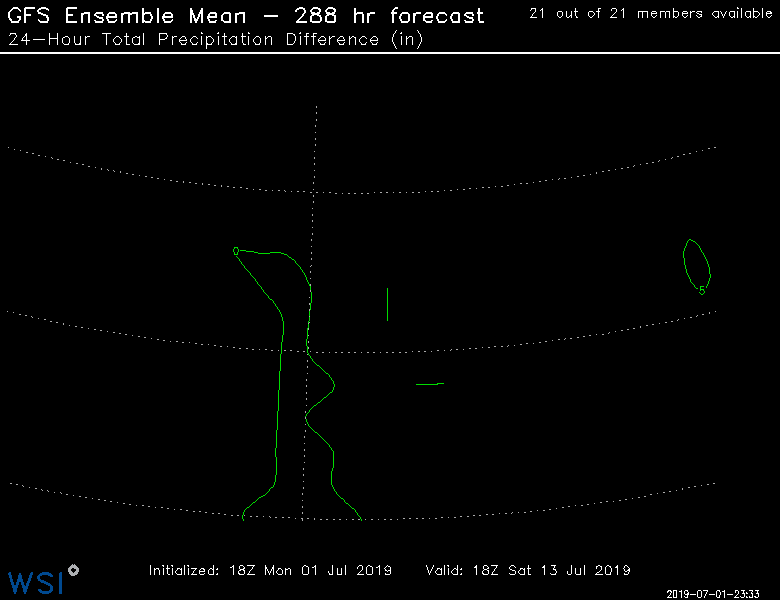 GFS Ensemble Mean – 288 hr forecast
21 out of 21 members available
24–Hour Total Precipitation Difference (in)
0
5
Initialized: 18Z Mon 01 Jul 2019
Valid: 18Z Sat 13 Jul 2019
WSI
2019-07-01-23:33